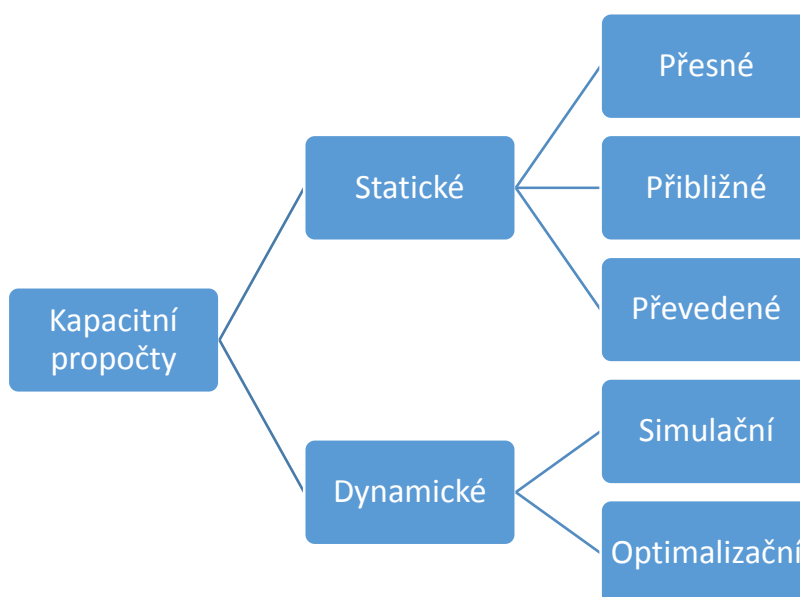 Kapacitní
propočty
Statické
Přesné
Přibližné
Převedené
Dynamické
Simulační
Optimalizační